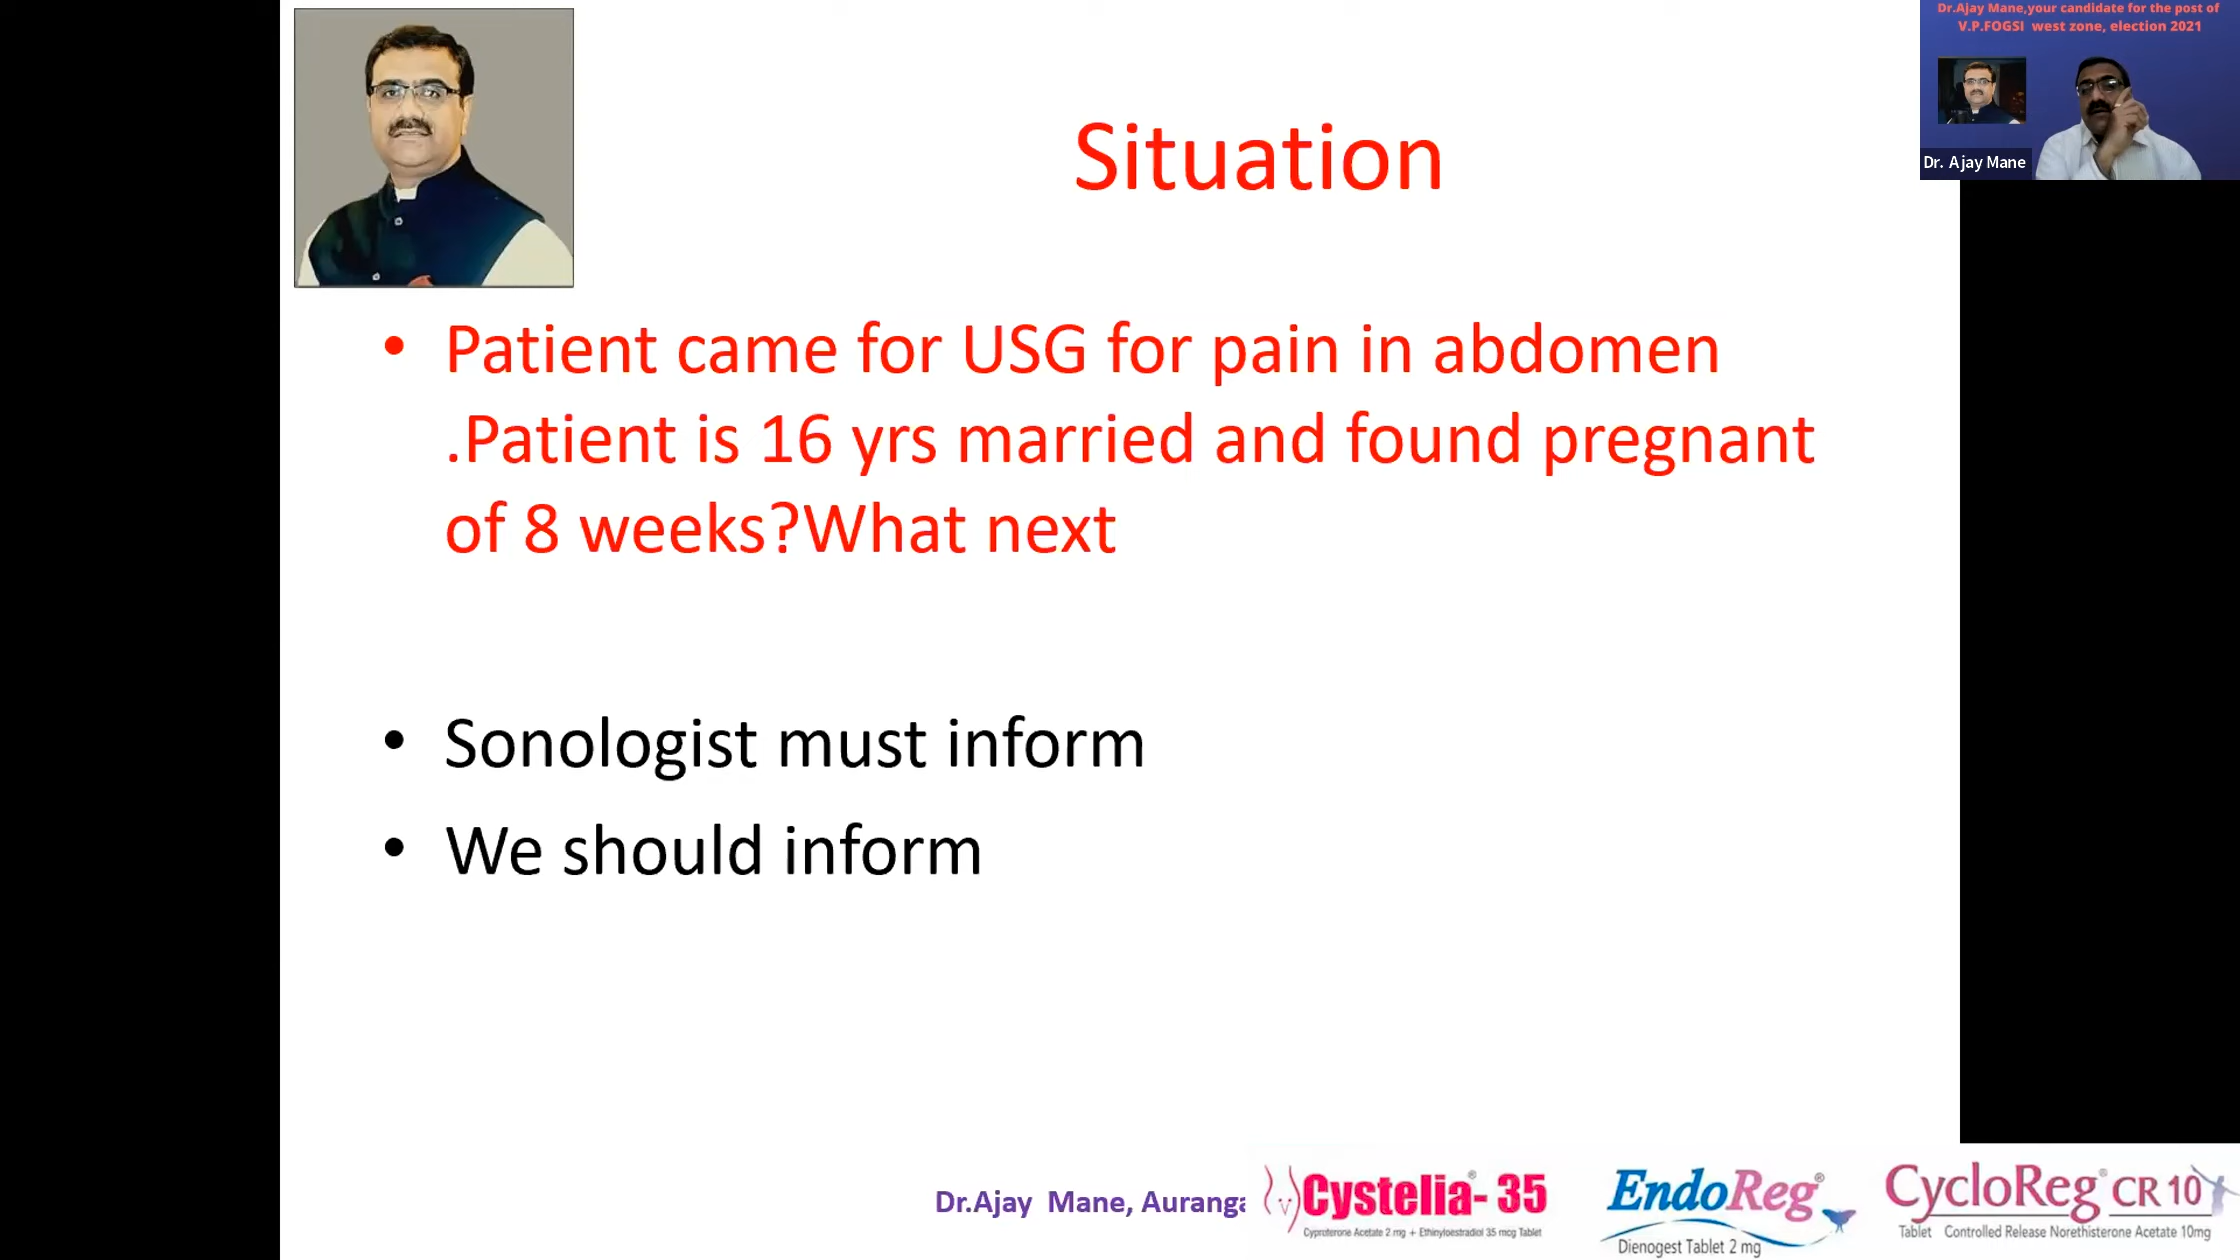 Dr.Ajay Mane,your candidate for the post of
V.P.FOGSI west zone, election 2021
Dr. Ajay Mane
Situation
• Patient came for USG for pain in abdomen
.Patient is 16 yrs married and found pregnant
of 8 weeks?What next
• Sonologist must inform
• We should inform
Dr.Ajay Mane, Auranga
Cystelia®- 35
Cyproterone Acetate 2 mg + Ethinyloestradiol 35 mcg Tablet
EndoReg®
Dienogest Tablet 2 mg
CycloReg® CR 10
Tablet Controlled Release Norethisterone Acetate 10mg